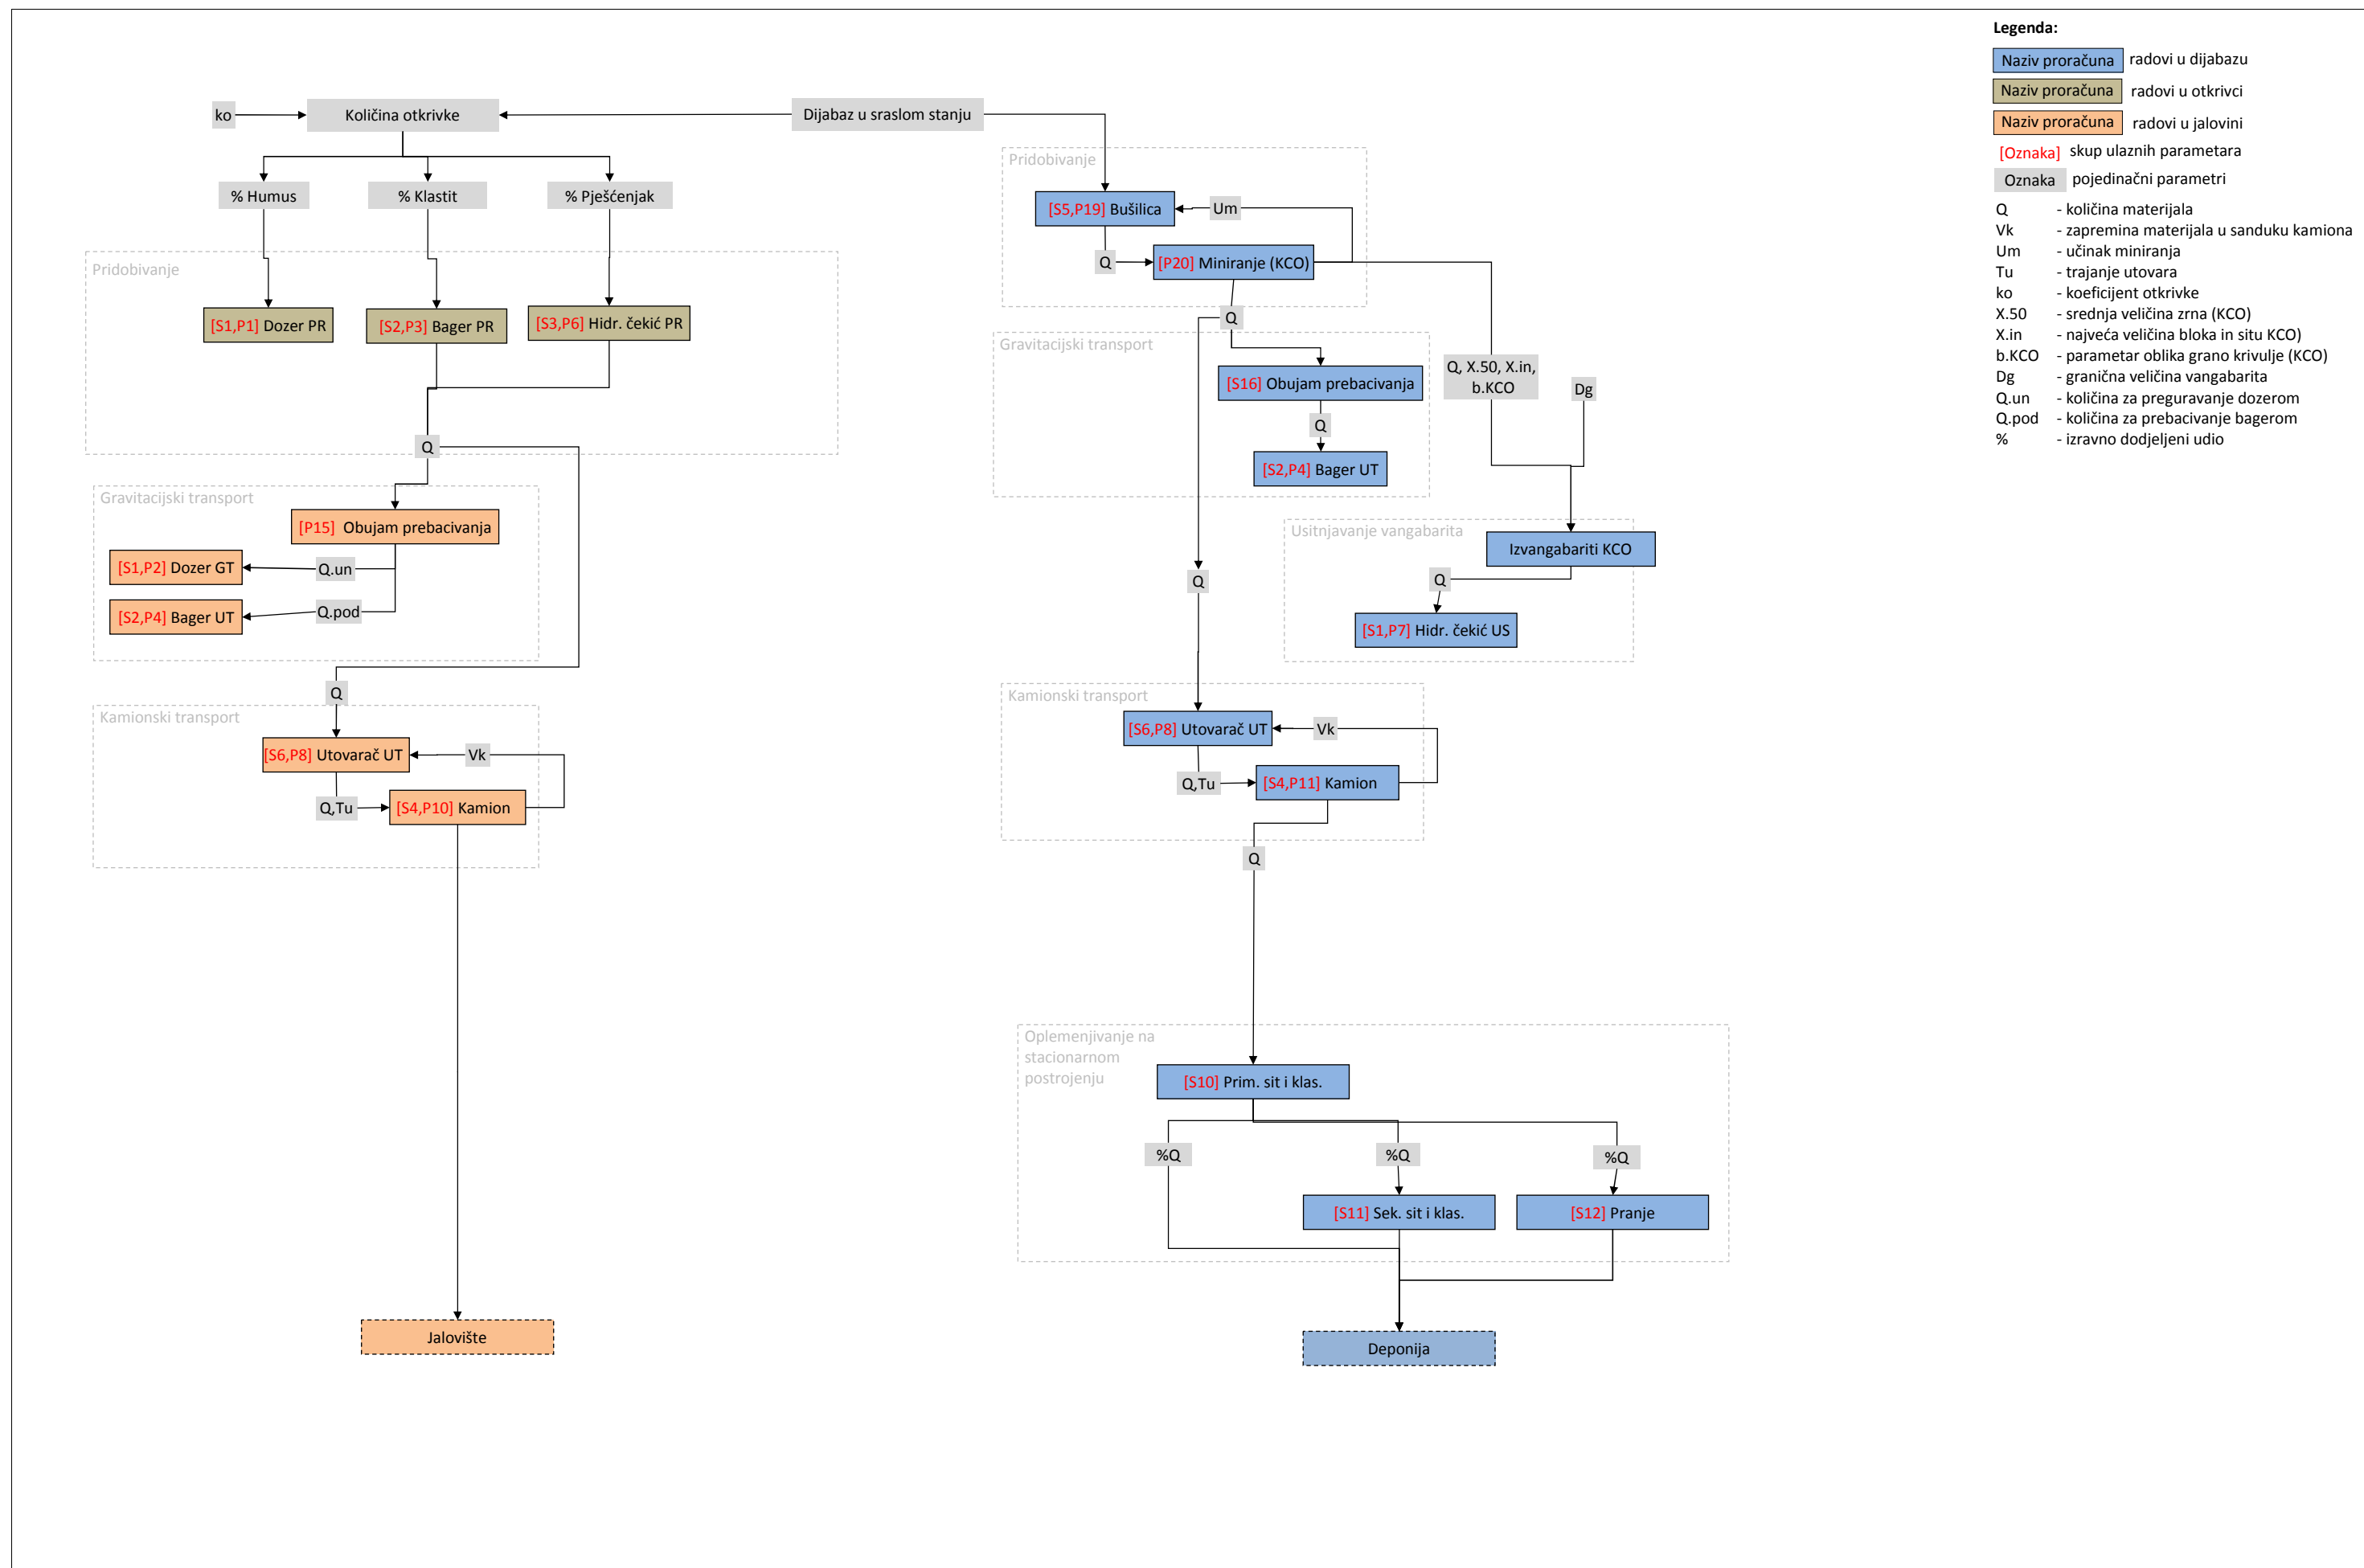 Legenda:
Naziv proračuna radovi u dijabazu
Naziv proračuna radovi u otkrivci
Naziv proračuna radovi u jalovini
[Oznaka] skup ulaznih parametara
Oznaka pojedinačni parametri
Q - količina materijala
Vk - zapremina materijala u sanduku kamiona
Um - učinak miniranja
Tu - trajanje utovara
ko - koeficijent otkrivke
X.50 - srednja veličina zrna (KCO)
X.in - najveća veličina bloka in situ KCO)
b.KCO - parametar oblika grano krivulje (KCO)
Dg - granična veličina vangabarita
Q.un - količina za preguravanje dozerom
Q.pod - količina za prebacivanje bagerom
% - izravno dodjeljeni udio
ko
Količina otkrivke
Dijabaz u sraslom stanju
% Humus
% Klastit
% Pješćenjak
Pridobivanje
[S1,P1] Dozer PR
[S2,P3] Bager PR
[S3,P6] Hidr. čekić PR
Q
Gravitacijski transport
[P15] Obujam prebacivanja
[S1,P2] Dozer GT
Q.un
[S2,P4] Bager UT
Q.pod
Q
Kamionski transport
[S6,P8] Utovarač UT
Vk
Q,Tu
[S4,P10] Kamion
Jalovište
Pridobivanje
[S5,P19] Bušilica
Um
Q
[P20] Miniranje (KCO)
Q
Gravitacijski transport
[S16] Obujam prebacivanja
Q
[S2,P4] Bager UT
Q, X.50, X.in,
b.KCO
Dg
Usitnjavanje vangabarita
Izvangabariti KCO
Q
[S1,P7] Hidr. čekić US
Q
Kamionski transport
[S6,P8] Utovarač UT
Vk
Q,Tu
[S4,P11] Kamion
Q
Oplemenjivanje na
stacionarnom
postrojenju
[S10] Prim. sit i klas.
%Q
%Q
%Q
[S11] Sek. sit i klas.
[S12] Pranje
Deponija